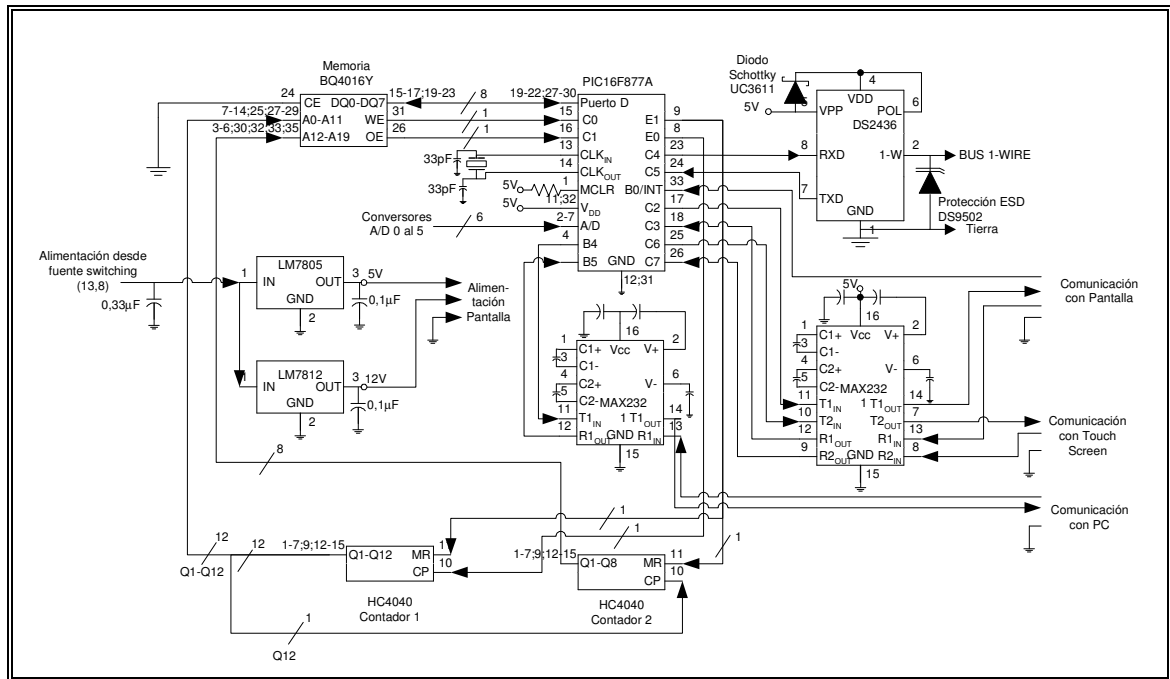 Memoria
BQ4016Y
24
CE
DQ0-DQ7
15-17;19-23
7-14;25;27-29
A0-A11
WE
31
3-6;30;32;33;35
A12-A19
OE
26
8
1
1
PIC16F877A
19-22;27-30
Puerto D
15
C0
16
C1
13
CLKIN
14
CLKOUT
1
MCLR
11;32
VDD
2-7
A/D
4
B4
5
B5
GND
12;31
E1
9
E0
8
C4
23
C5
24
B0/INT
33
C2
17
C3
18
C6
25
C7
26
33pF
33pF
5V
5V
Conversores
A/D 0 al 5
6
Diodo
Schottky
UC3611
5V
4
VDD
VPP
POL
6
DS2436
8
RXD
1-W
2
BUS 1-WIRE
7
TXD
GND
1
Protección ESD
DS9502
Tierra
Alimentación desde
fuente switching
(13,8)
0,33µF
1
LM7805
IN
OUT
GND
3
5V
2
0,1µF
1
LM7812
IN
OUT
GND
3
12V
2
0,1µF
Alimen-
tación
Pantalla
16
1
C1+
Vcc
V+
2
3
C1-
4
C2+
V-
6
5
C2-
MAX232
11
T1IN
1 T1OUT
14
12
R1OUT
GND
R1IN
13
15
5V
16
1
C1+
Vcc
V+
2
3
C1-
4
C2+
V-
6
5
C2-
MAX232
11
T1IN
1 T1OUT
14
10
T2IN
T2OUT
7
12
R1OUT
R1IN
13
9
R2OUT
GND
R2IN
8
15
Comunicación
con Pantalla
Comunicación
con Touch
Screen
Comunicación
con PC
8
12
Q1-Q12
12
1-7;9;12-15
Q1-Q12
MR
1
CP
10
HC4040
Contador 1
1
1
1-7;9;12-15
Q1-Q8
MR
11
CP
10
HC4040
Contador 2
1
1
Q12